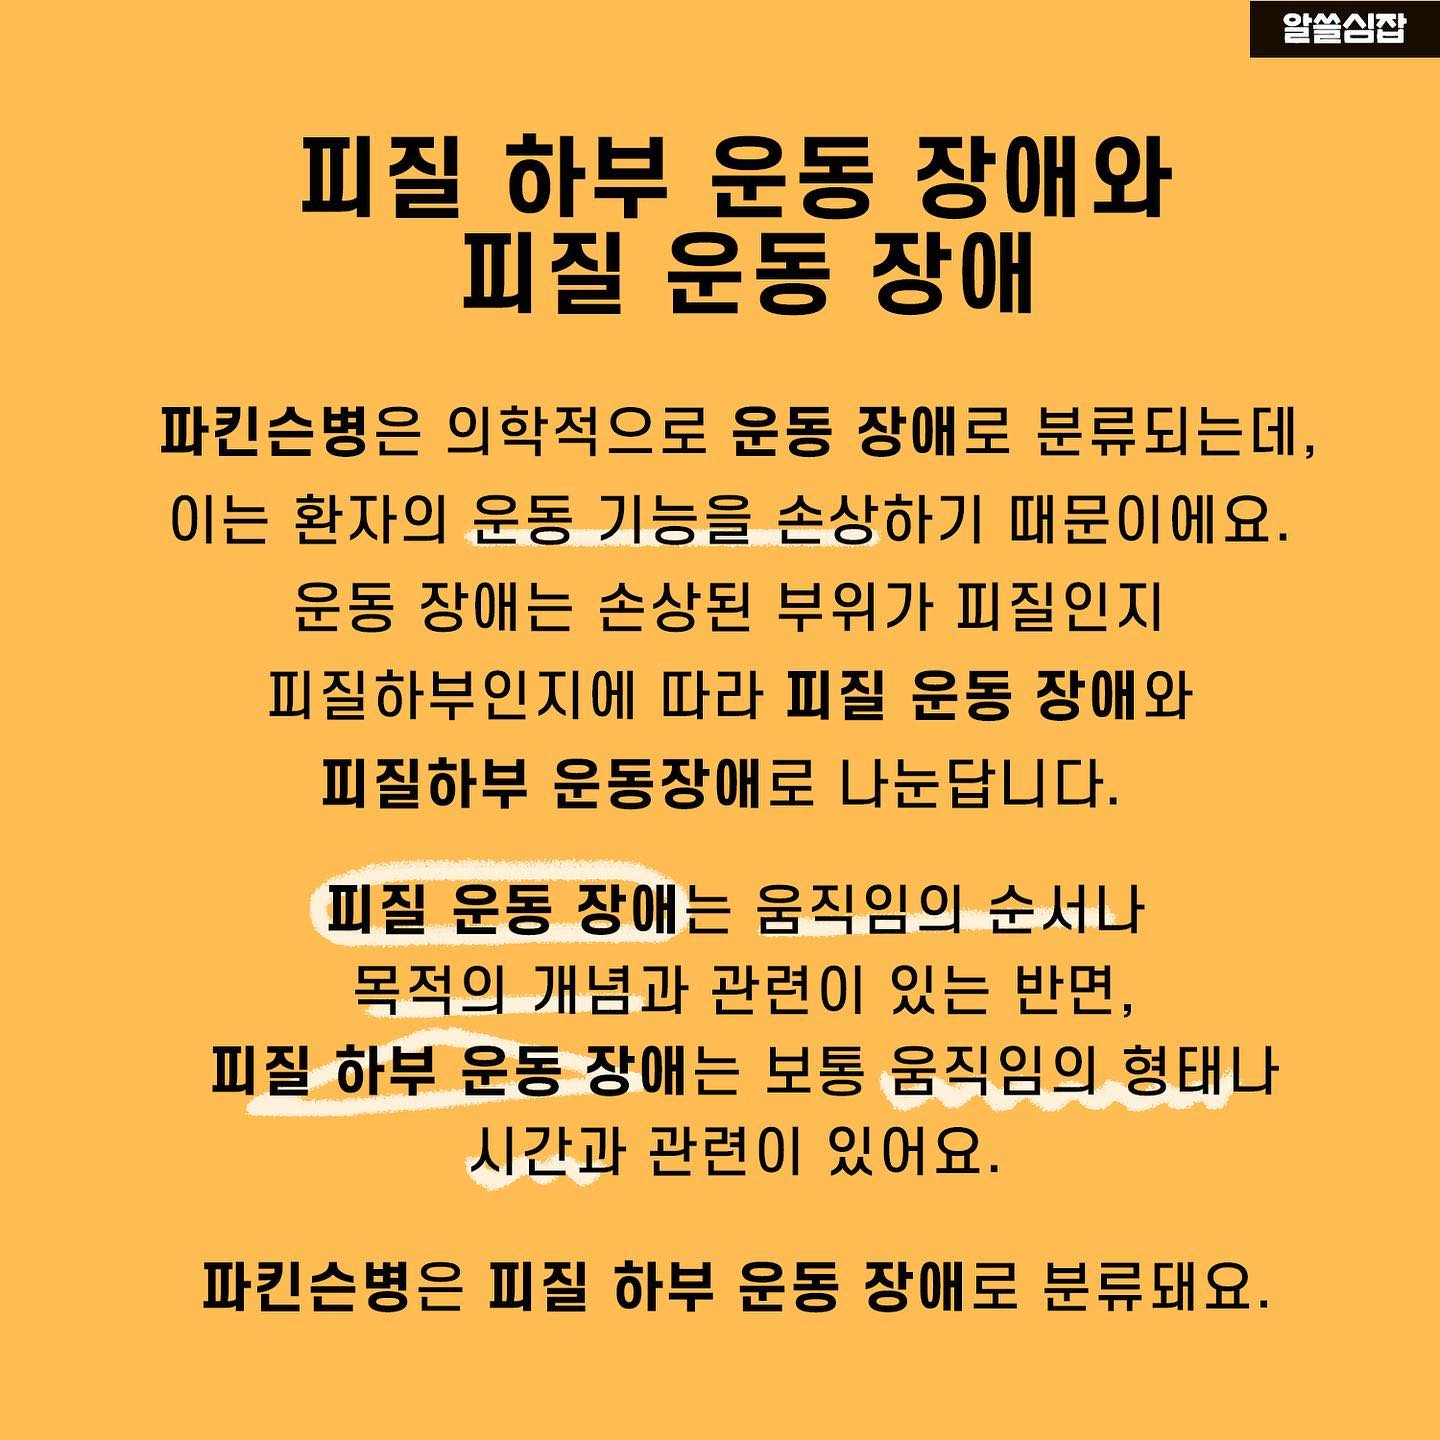 알쓸심잡
피질 하부 운동 장애와
피질 운동 장애
파킨슨병은 의학적으로 운동 장애로 분류되는데,
이는 환자의 운동 기능을 손상하기 때문이에요.
운동 장애는 손상된 부위가 피질인지
피질하부인지에 따라 피질 운동 장애와
피질하부 운동장애로 나눈답니다.
피질 운동 장애는 움직임의 순서나
목적의 개념과 관련이 있는 반면,
피질 하부 운동 장애는 보통 움직임의 형태나
시간과 관련이 있어요.
파킨슨병은 피질 하부 운동 장애로 분류돼요.